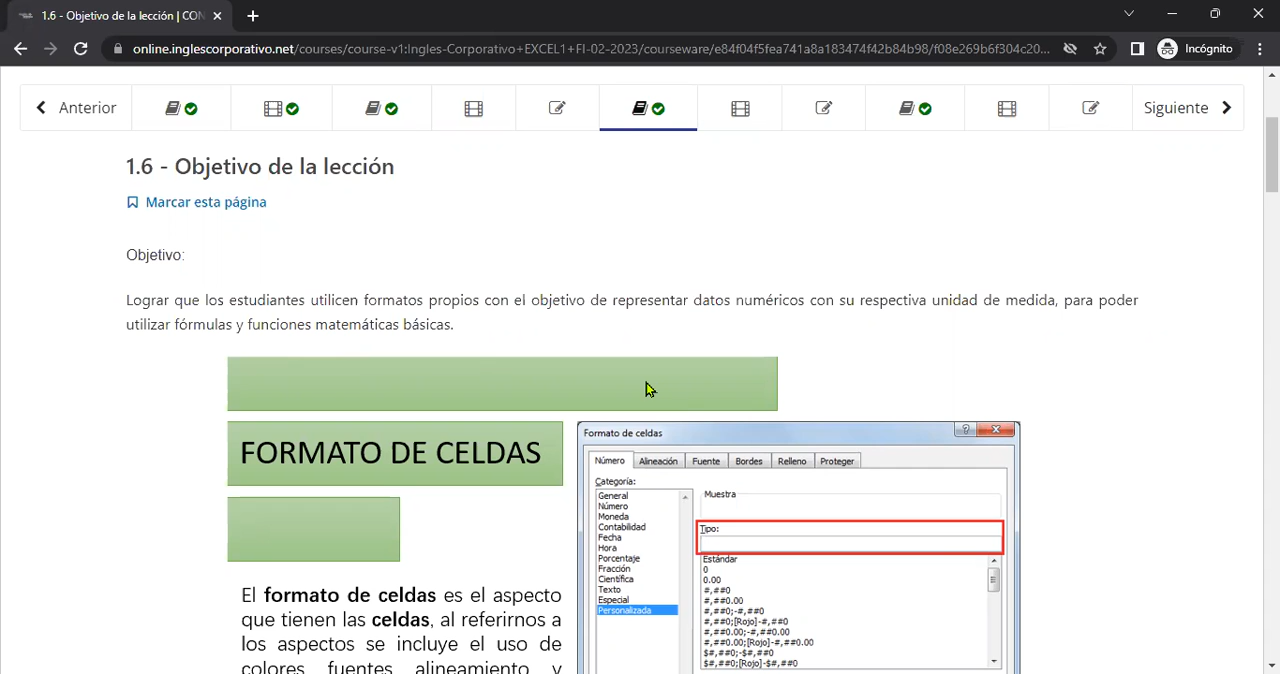 1.6 - Objetivo de la lección | CON
online.inglescorporativo.net/courses/course-v1:Ingles-Corporativo+EXCEL1+FI-02-2023/courseware/e84f04f5fea741a8a183474f42b84b98/f08e269b6f304c20...
Incógnito
Anterior
Siguiente
1.6 - Objetivo de la lección
Marcar esta página
Objetivo:
Lograr que los estudiantes utilicen formatos propios con el objetivo de representar datos numéricos con su respectiva unidad de medida, para poder
utilizar fórmulas y funciones matemáticas básicas.
FORMATO DE CELDAS
El formato de celdas es el aspecto
que tienen las celdas, al referirnos a
los aspectos se incluye el uso de
colores fuentes alineamiento y
Formato de celdas
Número Alineación Fuente Bordes Relleno Proteger
Categoría:
General
Número
Moneda
Contabilidad
Fecha
Hora
Porcentaje
Fracción
Científica
Texto
Especial
Personalizada
Muestra
Tipo:
Estándar
0
0.00
#,##0
#,##0.00
#,##0;-#,##0
#,##0;[Rojo]-#,##0
#,##0.00;-#,##0.00
#,##0.00;[Rojo]-#,##0.00
$#,##0;-$#,##0
$#,##0;[Rojo]-$#,##0